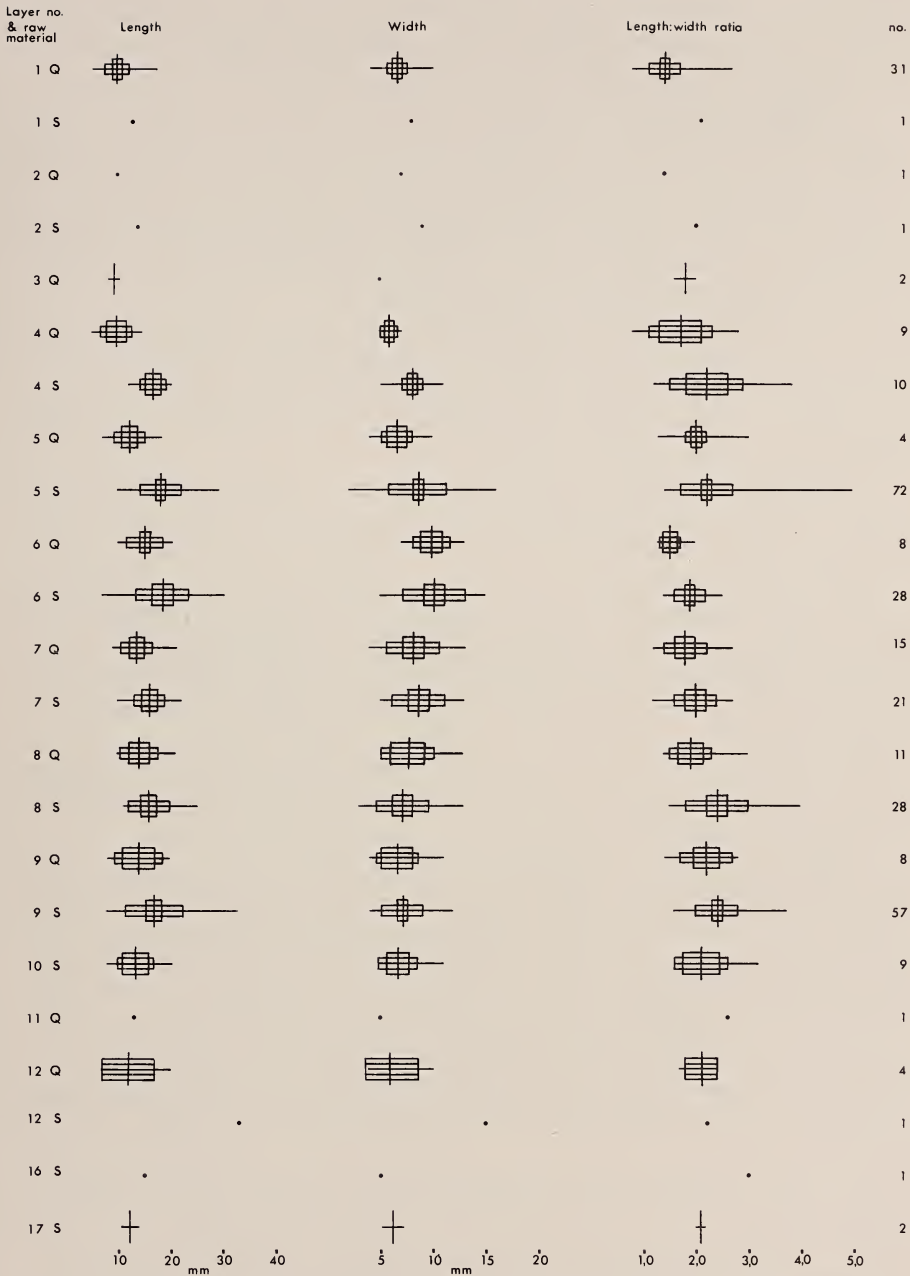 Layer no.
& raw
material
Length
Width
Length:width ratia
no.
1 Q 31
1 S 1
2 Q 1
2 S 1
3 Q 2
4 Q 9
4 S 10
5 Q 4
5 S 72
6 Q 8
6 S 28
7 Q 15
7 S 21
8 Q 11
8 S 28
9 Q 8
9 S 57
10 S 9
11 Q 1
12 Q 4
12 S 1
16 S 1
17 S 2
10 20 30 40
mm
5 10 15 20
mm
1,0 2,0 3,0 5,0